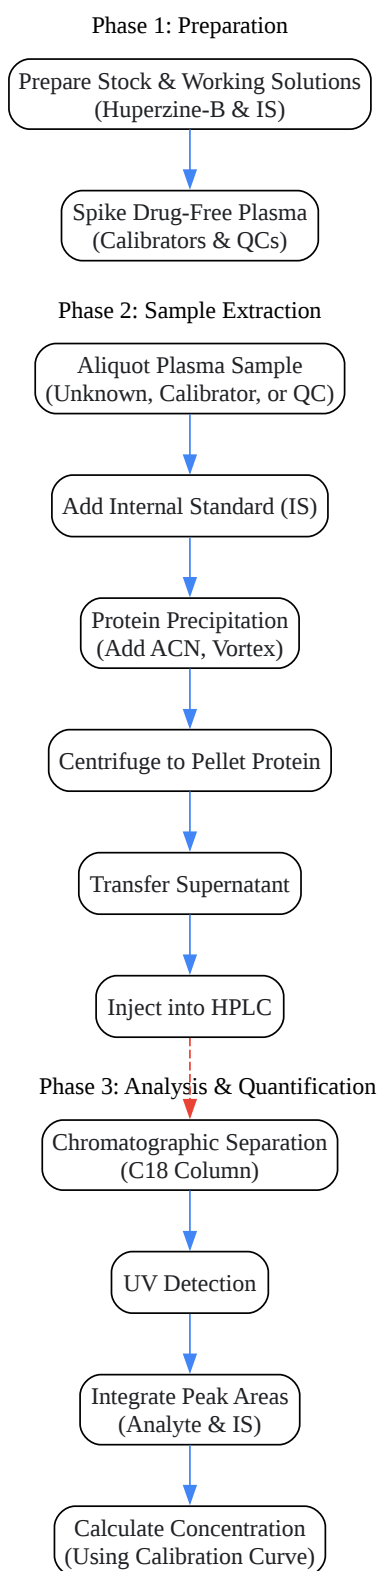 Phase 1: Preparation
Prepare Stock & Working Solutions
(Huperzine-B & IS)
Spike Drug-Free Plasma
(Calibrators & QCs)
Phase 2: Sample Extraction
Aliquot Plasma Sample
(Unknown, Calibrator, or QC)
Add Internal Standard (IS)
Protein Precipitation
(Add ACN, Vortex)
Centrifuge to Pellet Protein
Transfer Supernatant
Inject into HPLC
Phase 3: Analysis & Quantification
Chromatographic Separation
(C18 Column)
UV Detection
Integrate Peak Areas
(Analyte & IS)
Calculate Concentration
(Using Calibration Curve)